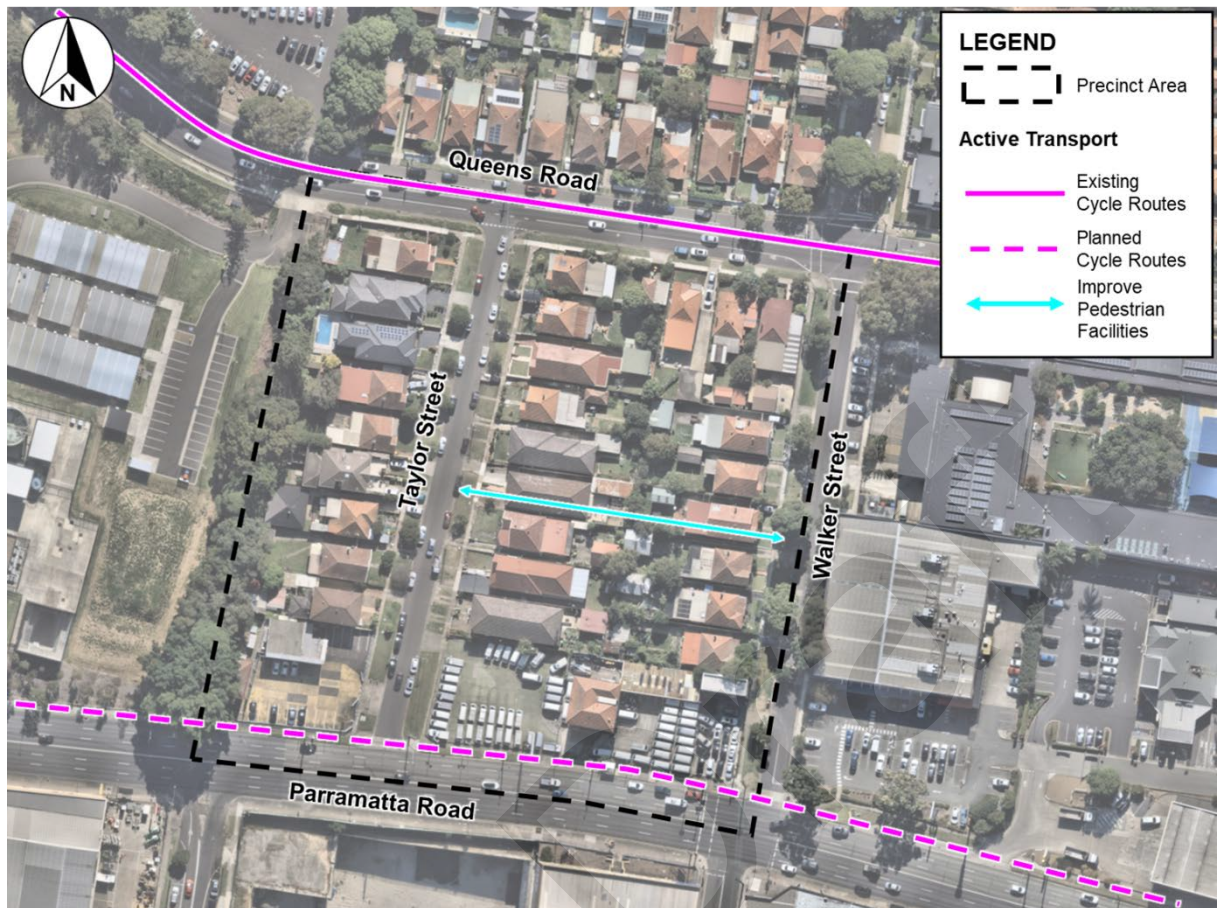 N
LEGEND
Precinct Area
Active Transport
Existing
Cycle Routes
Planned
Cycle Routes
Improve
Pedestrian
Facilities
Queens Road
Taylor Street
Walker Street
Parramatta Road